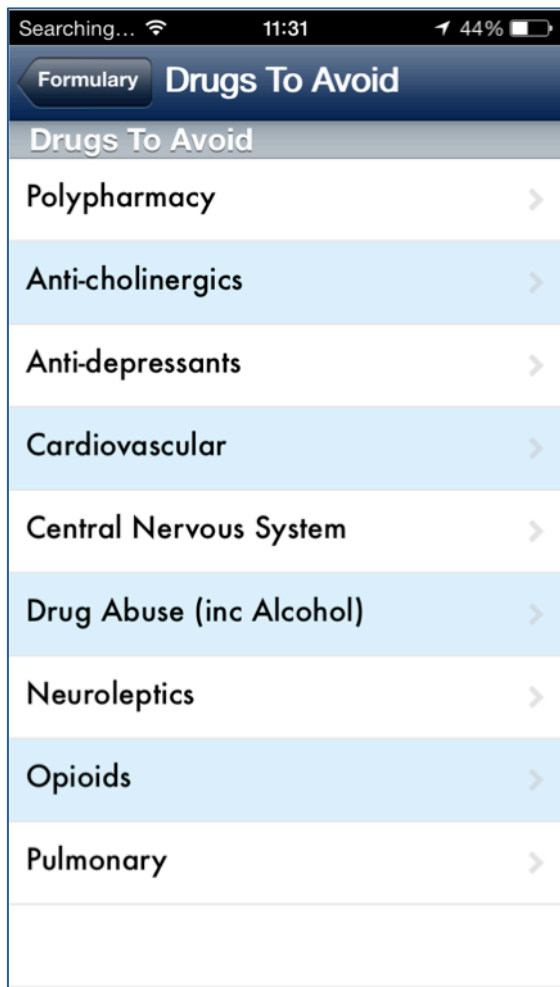 Searching... 11:31 44%
Formulary Drugs To Avoid
Drugs To Avoid
Polypharmacy
Anti-cholinergics
Anti-depressants
Cardiovascular
Central Nervous System
Drug Abuse (inc Alcohol)
Neuroleptics
Opioids
Pulmonary